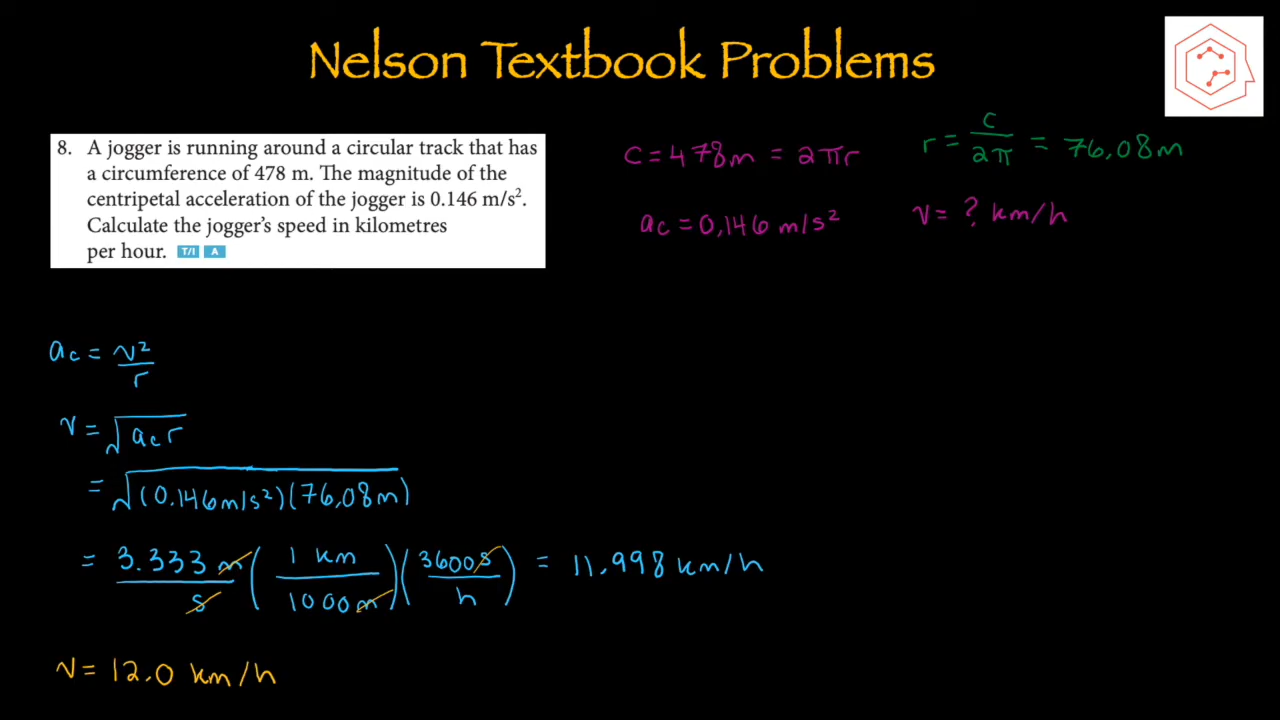 Nelson Textbook Problems
8. A jogger is running around a circular track that has
a circumference of 478 m. The magnitude of the
centripetal acceleration of the jogger is 0.146 m/s².
Calculate the jogger's speed in kilometres
per hour. T/I A
C = 478m = 2πr
r = c/2π = 76.08m
ac = 0.146 m/s²
v = ? km/h
ac = v²/r
v = √(ac r)
= √((0.146m/s²)(76.08m))
= 3.333 m/s (1 km/1000m)(3600s/h) = 11.998 km/h
v = 12.0 km/h